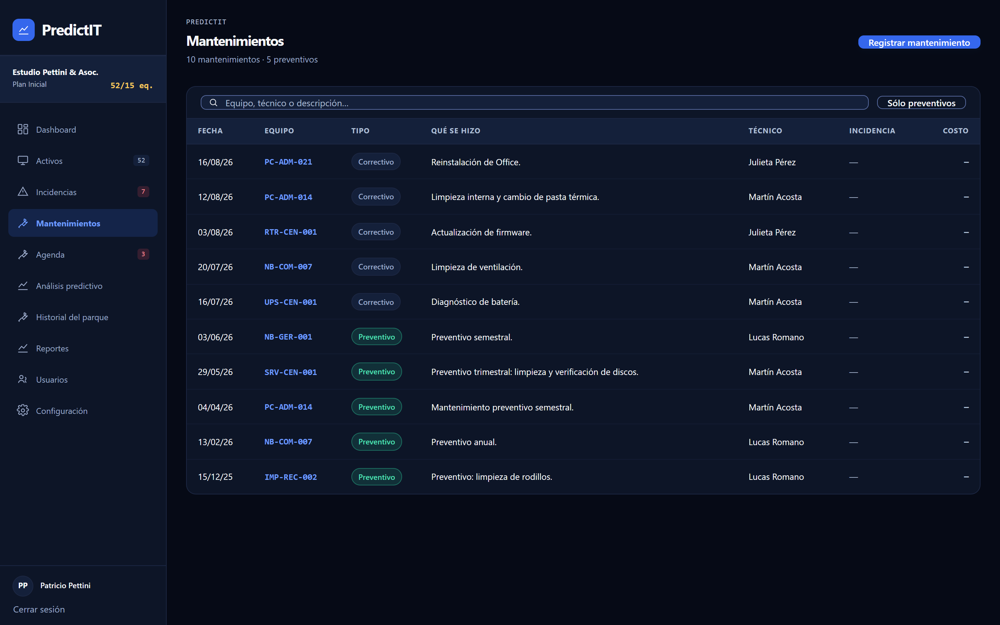 PredictIT
Estudio Pettini & Asoc.
Plan Inicial
52/15 eq.
Dashboard
Activos 52
Incidencias 7
Mantenimientos
Agenda 3
Análisis predictivo
Historial del parque
Reportes
Usuarios
Configuración
PP Patricio Pettini
Cerrar sesión
PREDICTIT
Mantenimientos
10 mantenimientos · 5 preventivos
Registrar mantenimiento
Equipo, técnico o descripción...
Sólo preventivos
FECHA EQUIPO TIPO QUÉ SE HIZO TÉCNICO INCIDENCIA COSTO
16/08/26 PC-ADM-021 Correctivo Reinstalación de Office. Julieta Pérez — –
12/08/26 PC-ADM-014 Correctivo Limpieza interna y cambio de pasta térmica. Martín Acosta — –
03/08/26 RTR-CEN-001 Correctivo Actualización de firmware. Julieta Pérez — –
20/07/26 NB-COM-007 Correctivo Limpieza de ventilación. Martín Acosta — –
16/07/26 UPS-CEN-001 Correctivo Diagnóstico de batería. Martín Acosta — –
03/06/26 NB-GER-001 Preventivo Preventivo semestral. Lucas Romano — –
29/05/26 SRV-CEN-001 Preventivo Preventivo trimestral: limpieza y verificación de discos. Martín Acosta — –
04/04/26 PC-ADM-014 Preventivo Mantenimiento preventivo semestral. Martín Acosta — –
13/02/26 NB-COM-007 Preventivo Preventivo anual. Lucas Romano — –
15/12/25 IMP-REC-002 Preventivo Preventivo: limpieza de rodillos. Lucas Romano — –